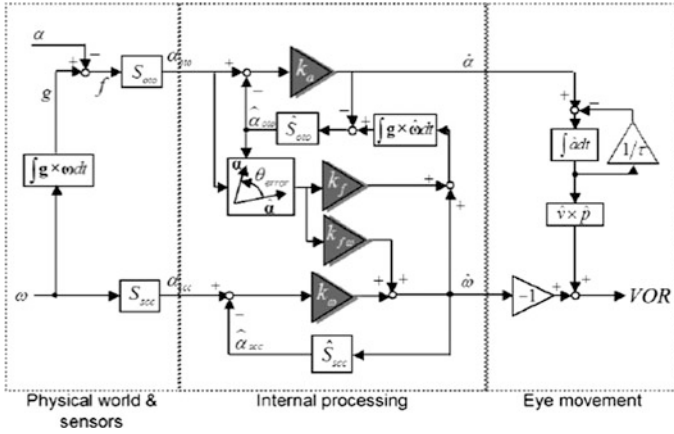 α
g
f
S_oto
α_oto
+
−
k_a
α̂
∫ g × ω dt
α̂_oto
Ŝ_oto
∫ g × ω̂ dt
θ_error
α
α̂
k_f
k_fω
∫ â dt
1/τ
v̂ × p̂
ω
S_scc
α_scc
k_ω
ω̂
−1
VOR
α̂_scc
Ŝ_scc
Physical world &
sensors
Internal processing
Eye movement